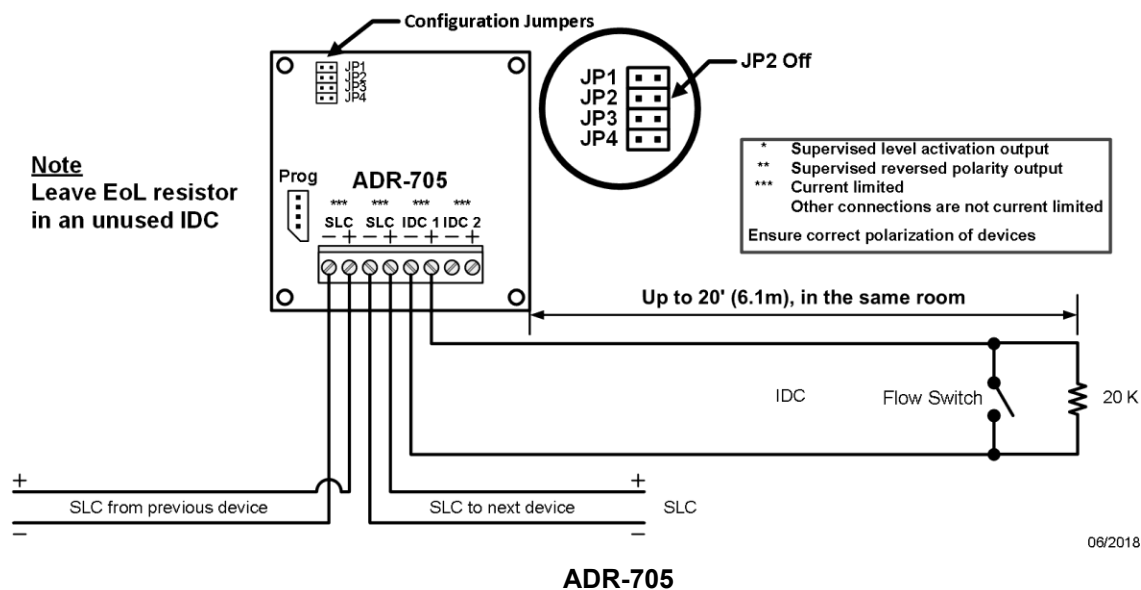 Configuration Jumpers
JP1
JP2
JP3
JP4
JP1
JP2
JP3
JP4
JP2 Off
* Supervised level activation output
** Supervised reversed polarity output
*** Current limited
Other connections are not current limited
Ensure correct polarization of devices
Note
Leave EoL resistor
in an unused IDC
Prog
ADR-705
*** *** *** ***
SLC SLC IDC 1 IDC 2
– + – + – + – +
Up to 20' (6.1m), in the same room
IDC
Flow Switch
20 K
+ +
SLC from previous device
SLC to next device
SLC
– –
06/2018
ADR-705